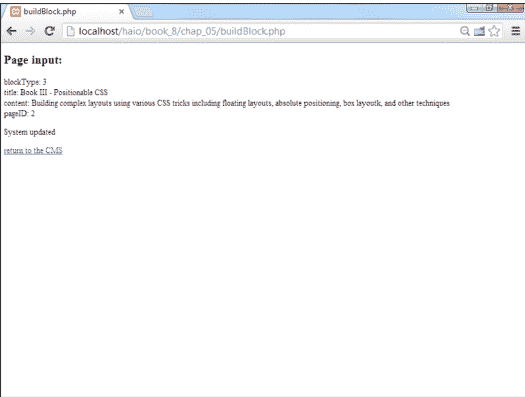 buildBlock.php
localhost/haio/book_8/chap_05/buildBlock.php
Page input:
blockType: 3
title: Book III - Positionable CSS
content: Building complex layouts using various CSS tricks including floating layouts, absolute positioning, box layoutk, and other techniques
pageID: 2
System updated
return to the CMS